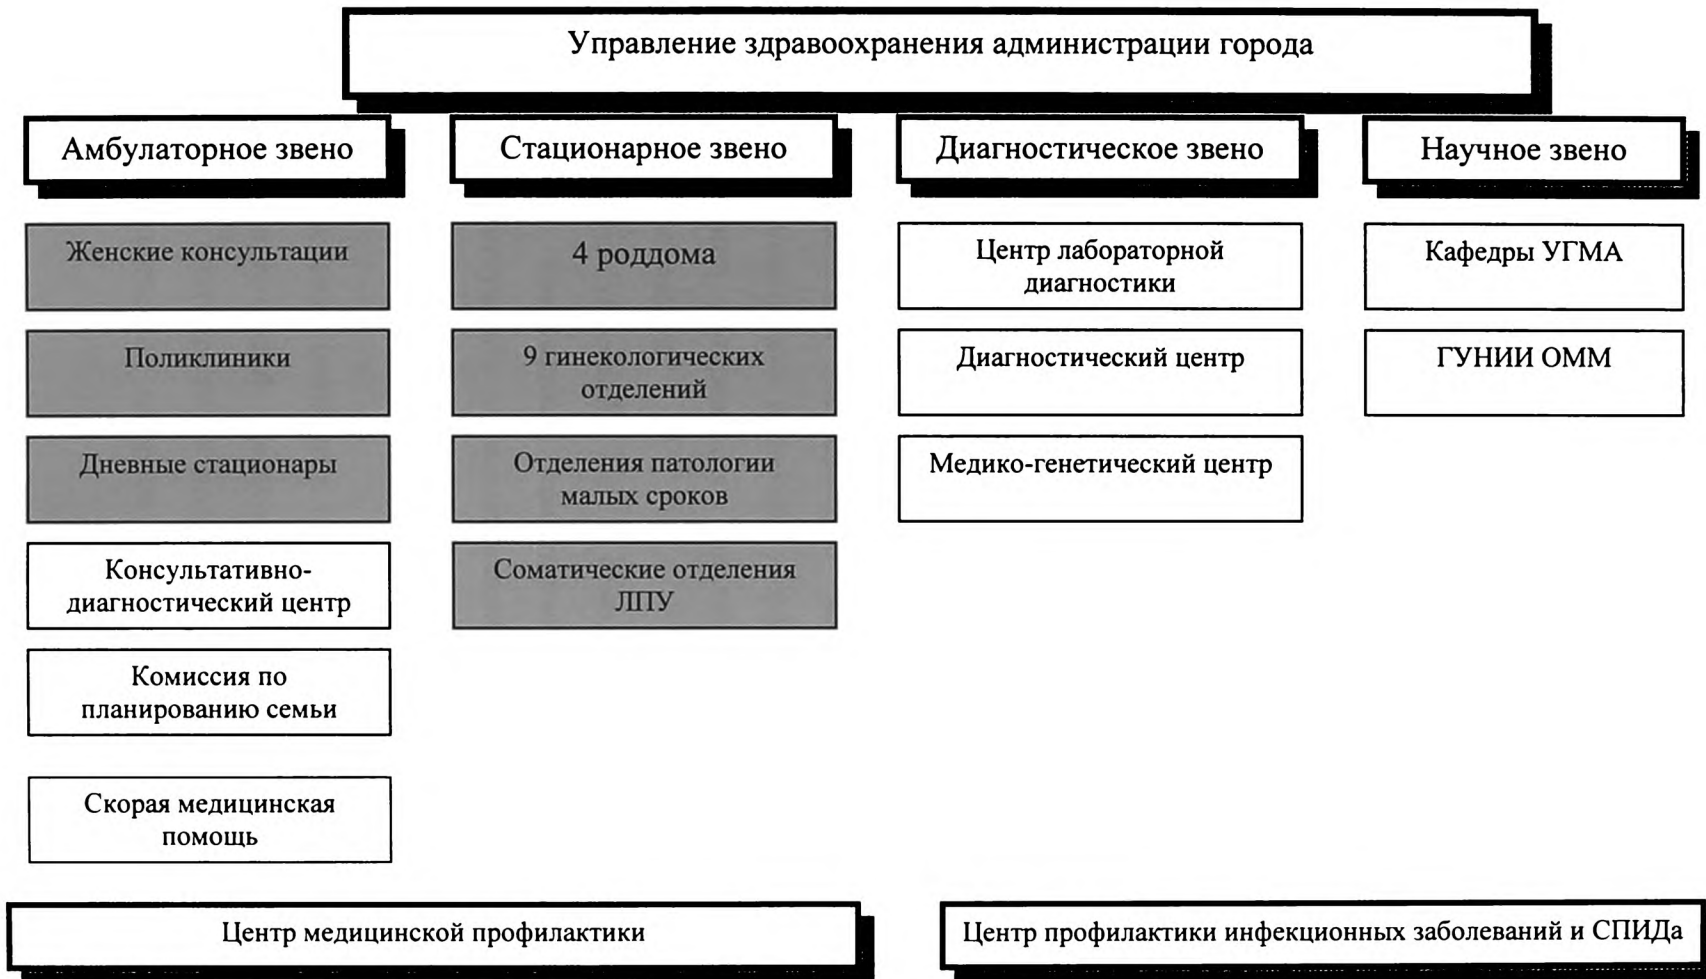 Управление здравоохранения администрации города
Амбулаторное звено
Стационарное звено
Диагностическое звено
Научное звено
Женские консультации
4 роддома
Центр лабораторной
диагностики
Кафедры УГМА
Поликлиники
9 гинекологических
отделений
Диагностический центр
ГУНИИ ОММ
Дневные стационары
Отделения патологии
малых сроков
Медико-генетический центр
Консультативно-
диагностический центр
Соматические отделения
ЛПУ
Комиссия по
планированию семьи
Скорая медицинская
помощь
Центр медицинской профилактики
Центр профилактики инфекционных заболеваний и СПИДа